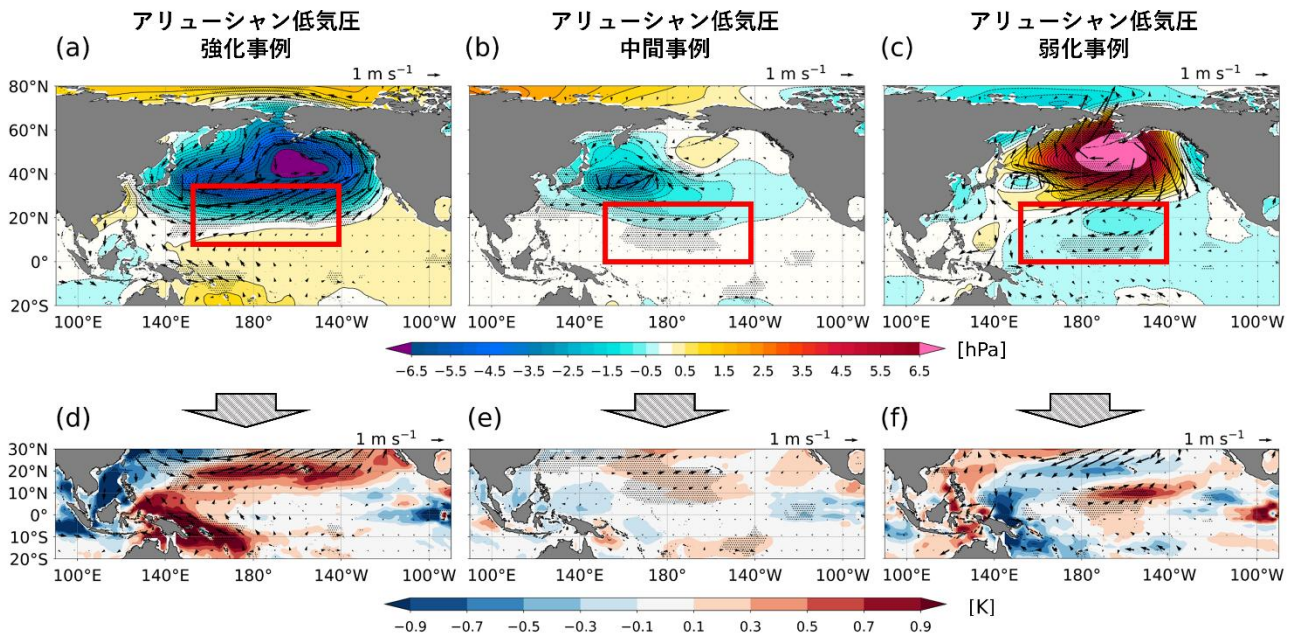 アリューシャン低気圧
強化事例
アリューシャン低気圧
中間事例
アリューシャン低気圧
弱化事例
(a)
(b)
(c)
1 m s⁻¹
1 m s⁻¹
1 m s⁻¹
80°N
60°N
40°N
20°N
0°
20°S
100°E 140°E 180° 140°W 100°W
100°E 140°E 180° 140°W 100°W
100°E 140°E 180° 140°W 100°W
−6.5 −5.5 −4.5 −3.5 −2.5 −1.5 −0.5 0.5 1.5 2.5 3.5 4.5 5.5 6.5
[hPa]
(d)
(e)
(f)
1 m s⁻¹
1 m s⁻¹
1 m s⁻¹
30°N
20°N
10°N
0°
10°S
20°S
100°E 140°E 180° 140°W 100°W
100°E 140°E 180° 140°W 100°W
100°E 140°E 180° 140°W 100°W
−0.9 −0.7 −0.5 −0.3 −0.1 0.1 0.3 0.5 0.7 0.9
[K]